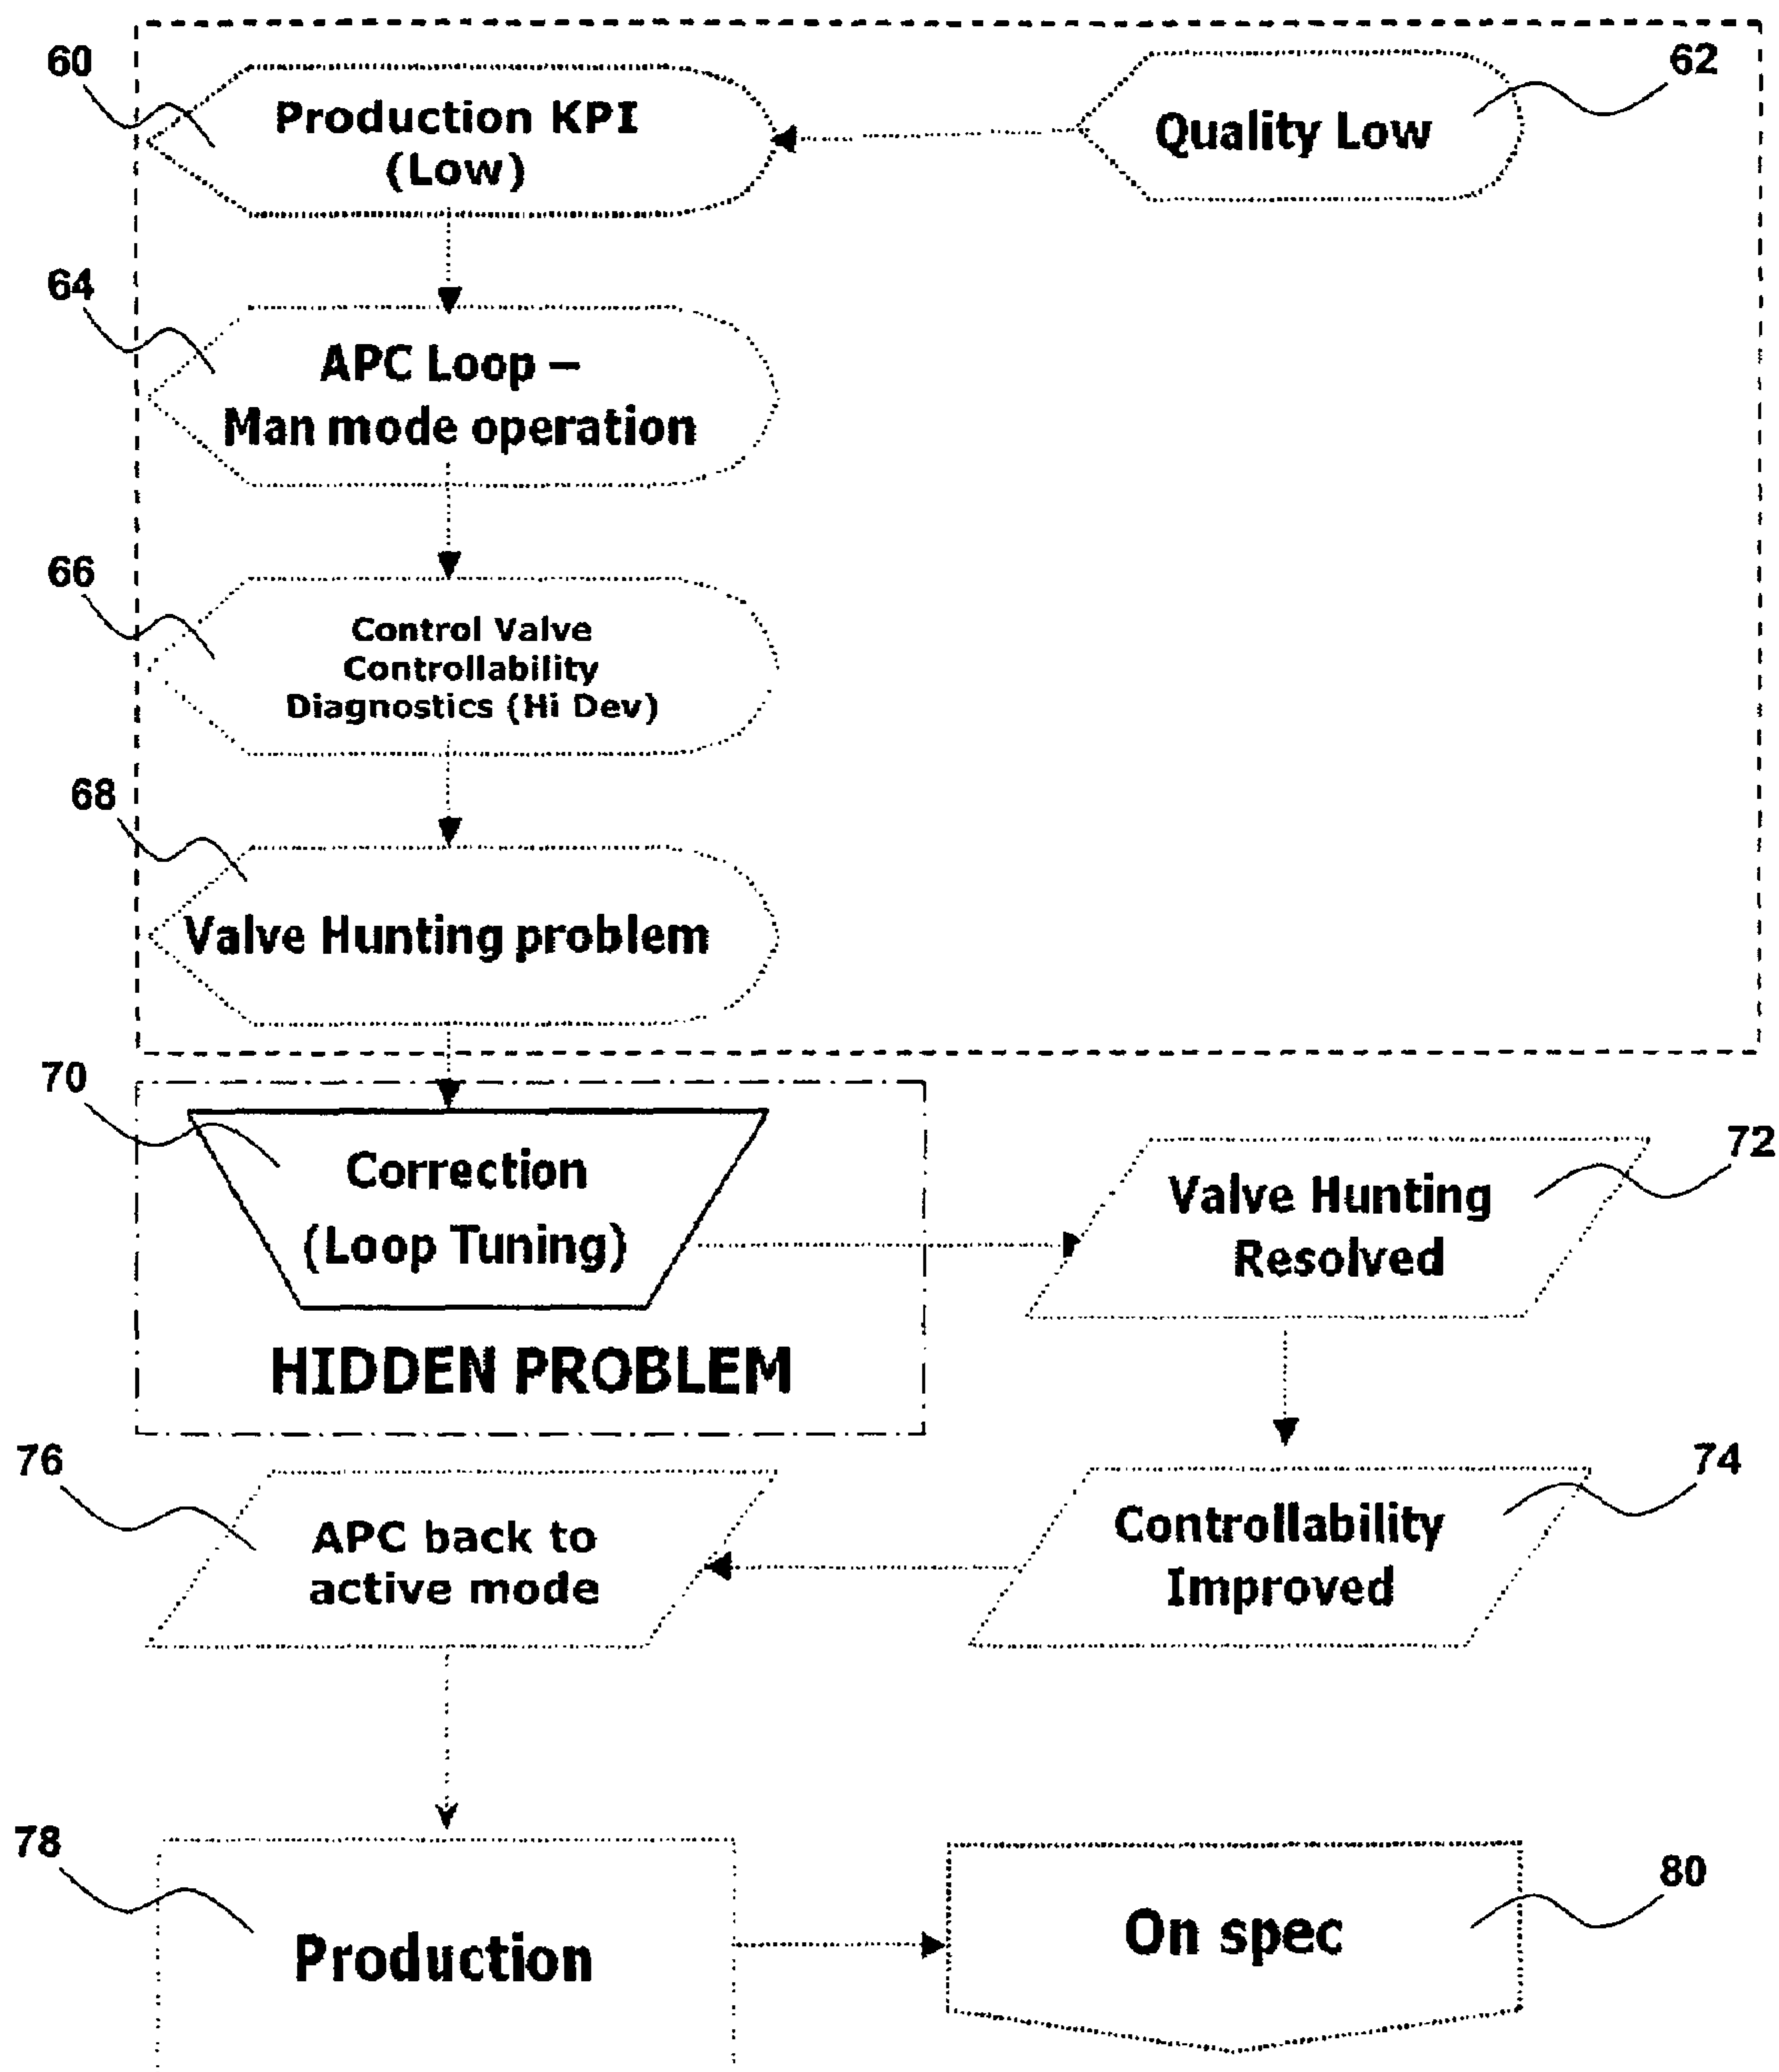 60
Production KPI
(Low)
62
Quality Low
64
APC Loop –
Man mode operation
66
Control Valve
Controllability
Diagnostics (Hi Dev)
68
Valve Hunting problem
70
Correction
(Loop Tuning)
HIDDEN PROBLEM
72
Valve Hunting
Resolved
76
APC back to
active mode
74
Controllability
Improved
78
Production
On spec
80